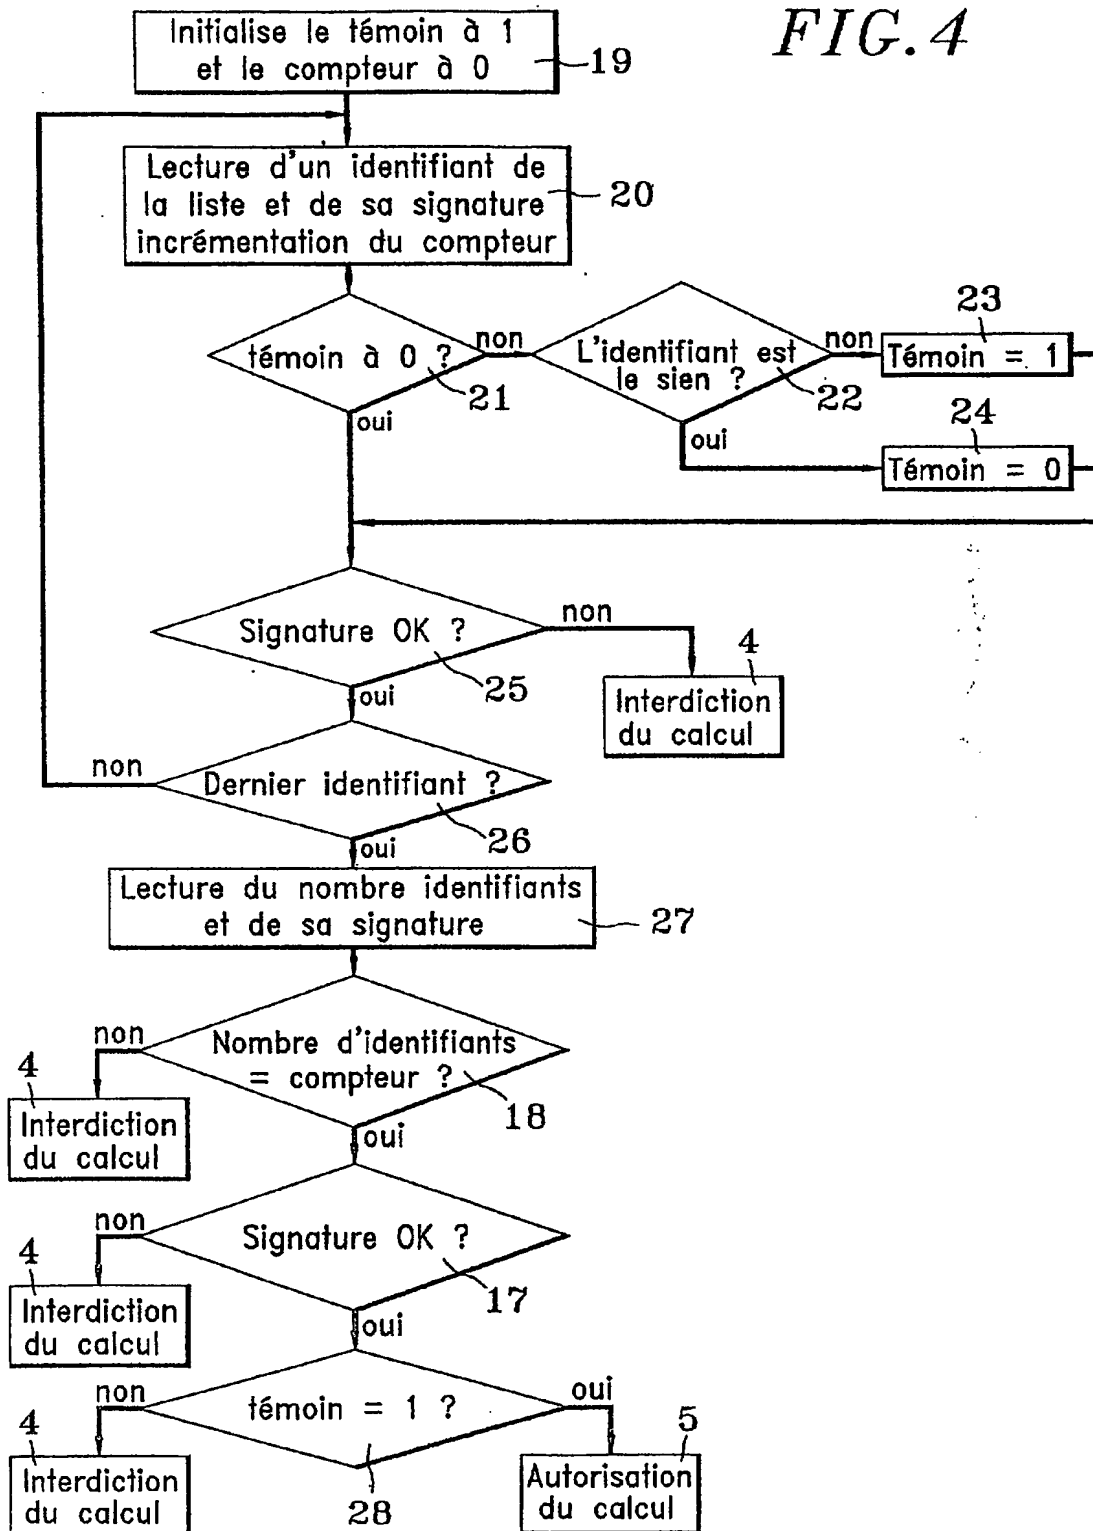 FIG.4
Initialise le témoin à 1
et le compteur à 0
19
Lecture d'un identifiant de
la liste et de sa signature
incrémentation du compteur
20
témoin à 0 ?
21
non
oui
L'identifiant est
le sien ?
22
non
oui
23
Témoin = 1
24
Témoin = 0
Signature OK ?
25
non
oui
4
Interdiction
du calcul
Dernier identifiant ?
26
non
oui
Lecture du nombre identifiants
et de sa signature
27
Nombre d'identifiants
= compteur ?
18
non
oui
4
Interdiction
du calcul
Signature OK ?
17
non
oui
4
Interdiction
du calcul
témoin = 1 ?
28
non
oui
4
Interdiction
du calcul
5
Autorisation
du calcul